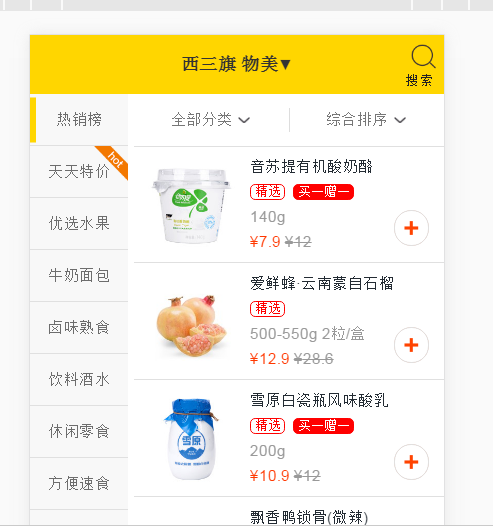 西三旗 物美▾
搜索
热销榜
天天特价
hot
优选水果
牛奶面包
卤味熟食
饮料酒水
休闲零食
方便速食
全部分类
综合排序
音苏提有机酸奶酪
精选 买一赠一
140g
¥7.9 ¥12
爱鲜蜂·云南蒙自石榴
精选
500-550g 2粒/盒
¥12.9 ¥28.6
雪原
雪原白瓷瓶风味酸乳
精选 买一赠一
200g
¥10.9 ¥12
飘香鸭锁骨(微辣)